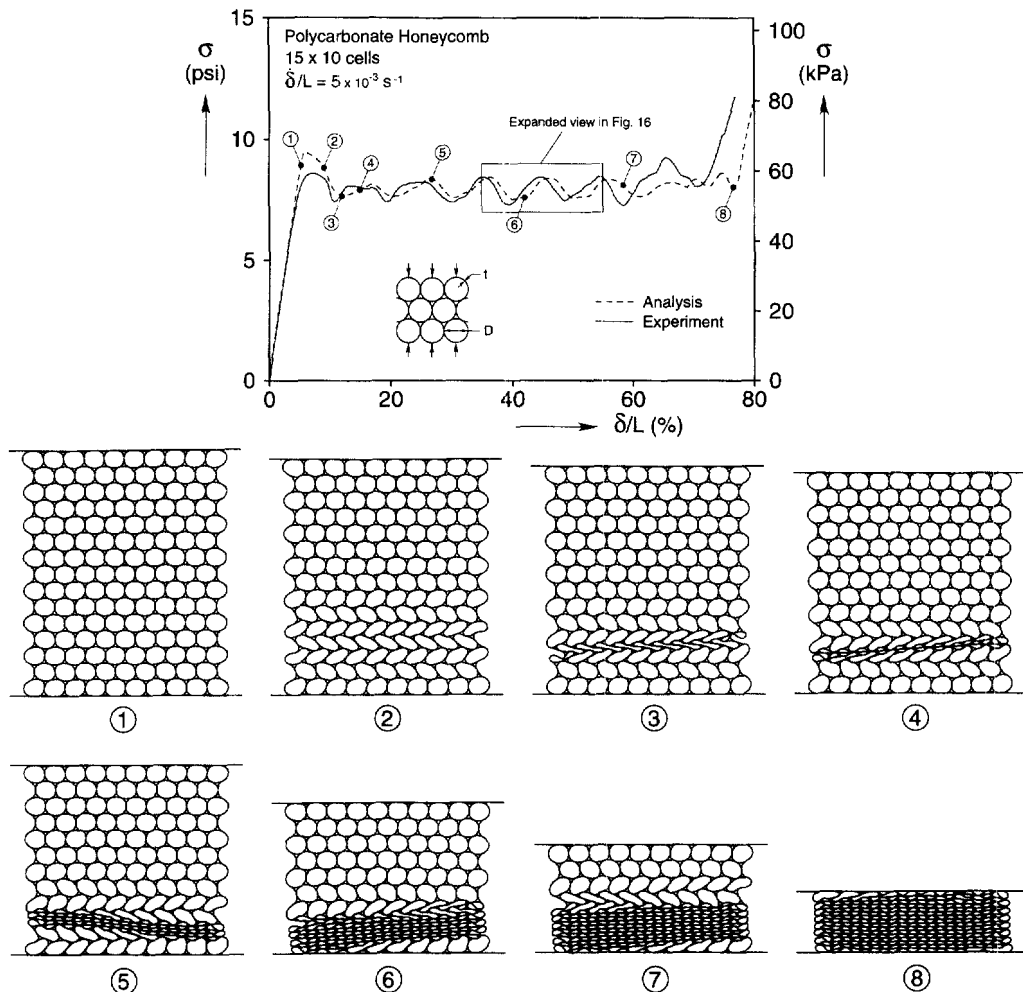 15
10
5
0
σ
(psi)
Polycarbonate Honeycomb
15 x 10 cells
δ̇/L = 5 x 10⁻³ S⁻¹
① ② ③ ④ ⑤ ⑥ ⑦ ⑧
Expanded view in Fig. 16
t
D
Analysis
Experiment
100
80
60
40
20
0
σ
(kPa)
0 20 40 60 80
δ/L (%)
① ② ③ ④
⑤ ⑥ ⑦ ⑧